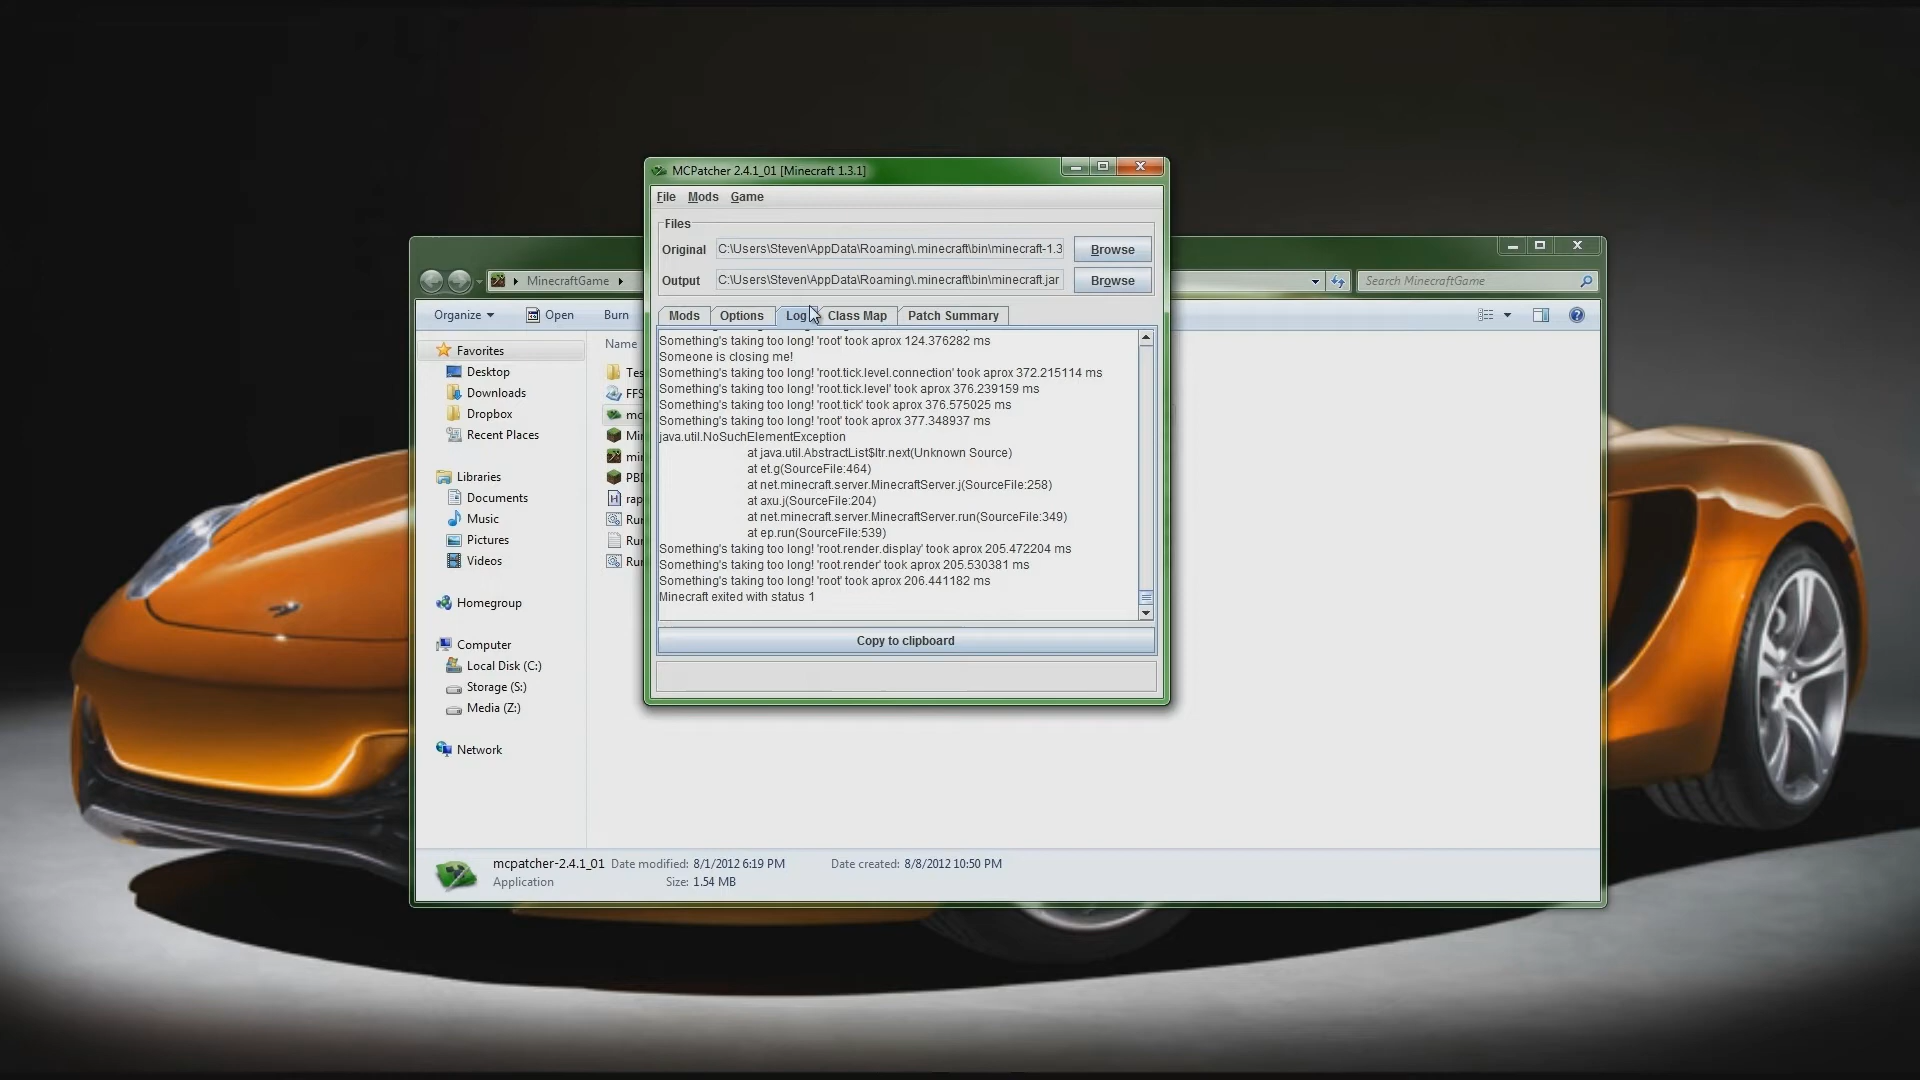 MCPatcher 2.4.1_01 [Minecraft 1.3.1]
File Mods Game
Files
Original C:\Users\Steven\AppData\Roaming\.minecraft\bin\minecraft-1.3 Browse
Output C:\Users\Steven\AppData\Roaming\.minecraft\bin\minecraft.jar Browse
Mods Options Log Class Map Patch Summary
Something's taking too long! 'root' took aprox 124.376282 ms
Someone is closing me!
Something's taking too long! 'root.tick.level.connection' took aprox 372.215114 ms
Something's taking too long! 'root.tick.level' took aprox 376.239159 ms
Something's taking too long! 'root.tick' took aprox 376.575025 ms
Something's taking too long! 'root' took aprox 377.348937 ms
java.util.NoSuchElementException
at java.util.AbstractList$Itr.next(Unknown Source)
at et.g(SourceFile:464)
at net.minecraft.server.MinecraftServer.j(SourceFile:258)
at axu.j(SourceFile:204)
at net.minecraft.server.MinecraftServer.run(SourceFile:349)
at ep.run(SourceFile:539)
Something's taking too long! 'root.render.display' took aprox 205.472204 ms
Something's taking too long! 'root.render' took aprox 205.530381 ms
Something's taking too long! 'root' took aprox 206.441182 ms
Minecraft exited with status 1
Copy to clipboard
MinecraftGame
Search MinecraftGame
Organize Open Burn
Name
Favorites
Desktop
Downloads
Dropbox
Recent Places
Libraries
Documents
Music
Pictures
Videos
Homegroup
Computer
Local Disk (C:)
Storage (S:)
Media (Z:)
Network
Tes
FFS
mc
Min
min
PBD
rap
Run
Run
Run
mcpatcher-2.4.1_01 Date modified: 8/1/2012 6:19 PM Date created: 8/8/2012 10:50 PM
Application Size: 1.54 MB